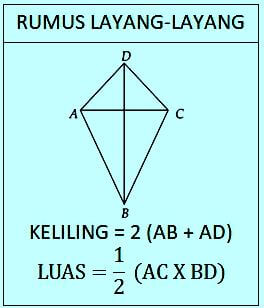 RUMUS LAYANG-LAYANG
D
A
C
B
KELILING = 2 (AB + AD)
LUAS = 1/2 (AC X BD)